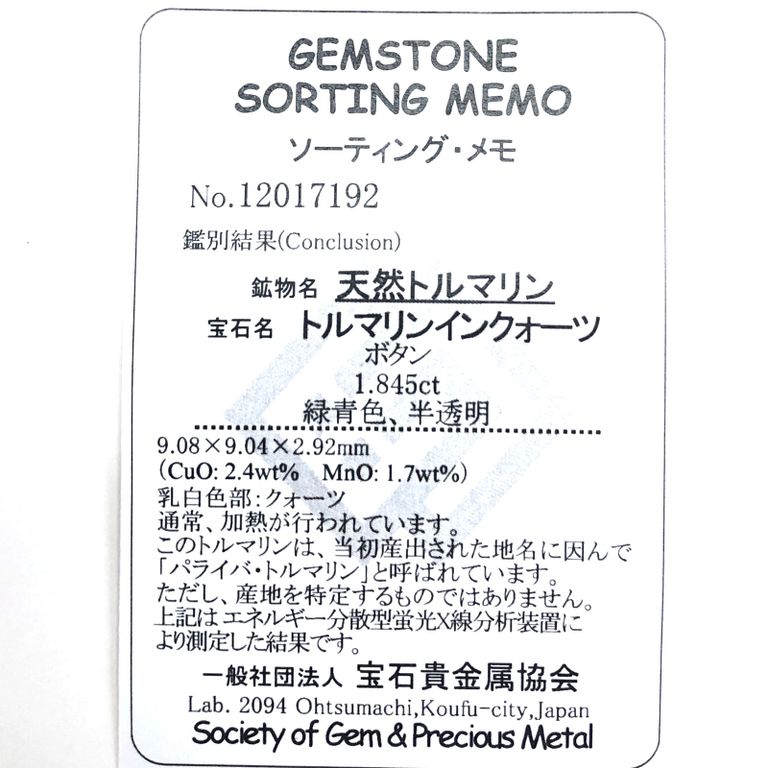 GEMSTONE
SORTING MEMO
ソーティング・メモ
No.12017192
鑑別結果(Conclusion)
鉱物名 天然トルマリン
宝石名 トルマリンインクォーツ
ボタン
1.845ct
緑青色、半透明
9.08×9.04×2.92mm
(CuO: 2.4wt% MnO: 1.7wt%)
乳白色部：クォーツ
通常、加熱が行われています。
このトルマリンは、当初産出された地名に因んで
「パライバ・トルマリン」と呼ばれています。
ただし、産地を特定するものではありません。
上記はエネルギー分散型蛍光X線分析装置に
より測定した結果です。
一般社団法人 宝石貴金属協会
Lab. 2094 Ohtsumachi,Koufu-city,Japan
Society of Gem & Precious Metal